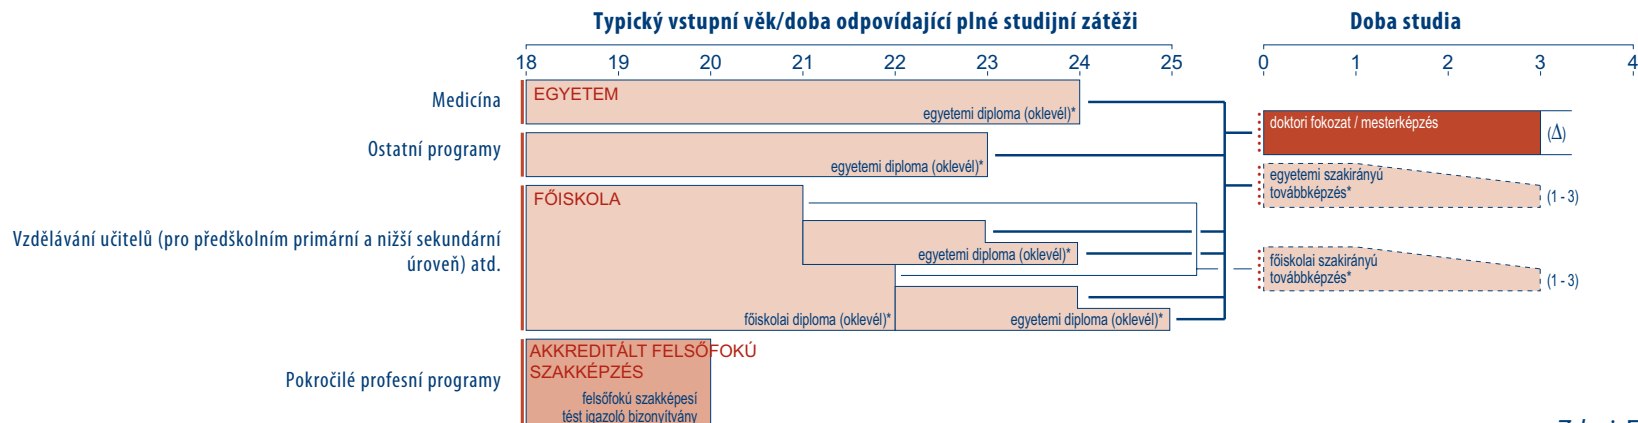 Typický vstupní věk/doba odpovídající plné studijní zátěži
Doba studia
18 19 20 21 22 23 24 25
0 1 2 3 4
Medicína
EGYETEM
egyetemi diploma (oklevél)*
doktori fokozat / mesterképzés
(Δ)
Ostatní programy
egyetemi diploma (oklevél)*
egyetemi szakirányú
továbbképzés*
(1 - 3)
FŐISKOLA
Vzdělávání učitelů (pro předškolním primární a nižší sekundární
úroveň) atd.
egyetemi diploma (oklevél)*
főiskolai szakirányú
továbbképzés*
(1 - 3)
főiskolai diploma (oklevél)*
egyetemi diploma (oklevél)*
Pokročilé profesní programy
AKKREDITÁLT FELSŐFOKÚ
SZAKKÉPZÉS
felsőfokú szakképesí
tést igazoló bizonyítvány